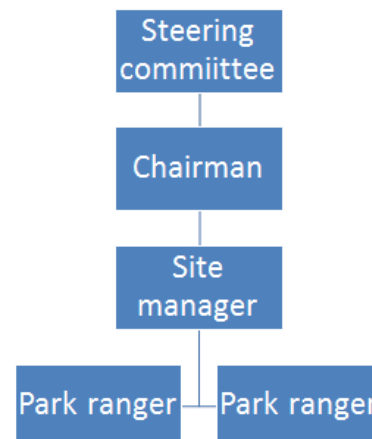 Steering
commiittee
Chairman
Site
manager
Park ranger
Park ranger